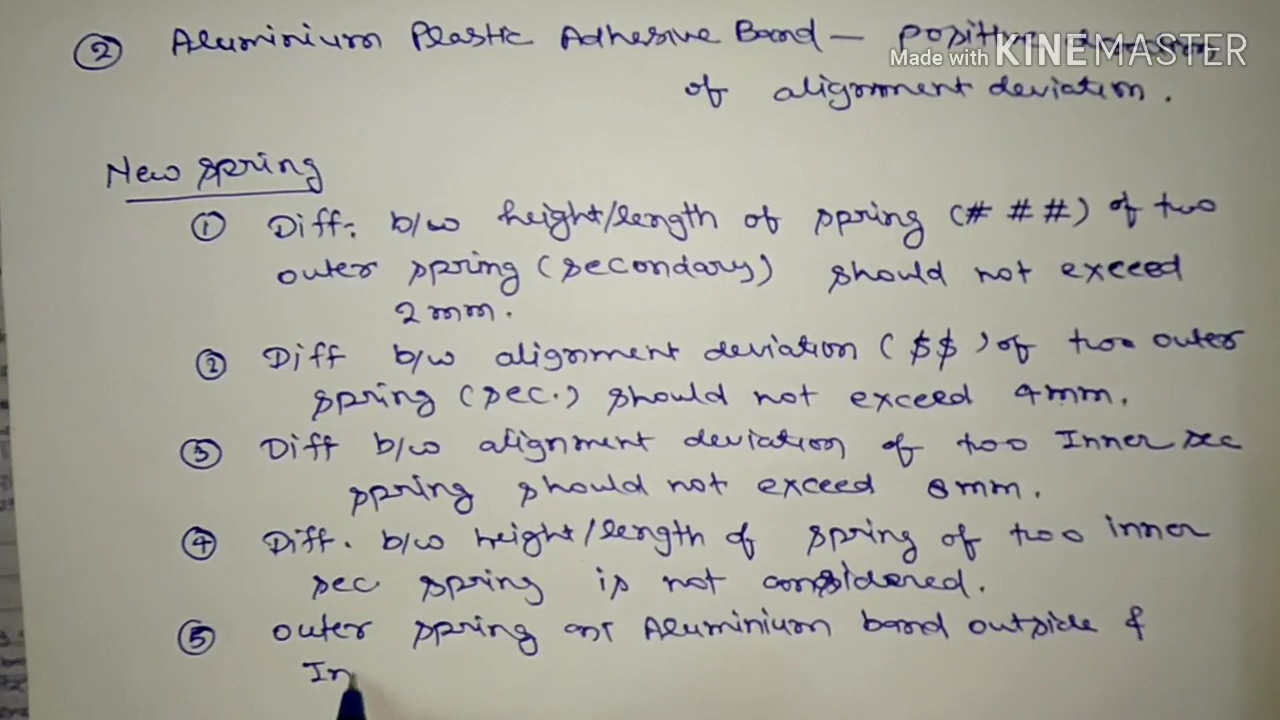 ② Aluminium Plastic Adhesive Band – positive
Made with KINEMASTER
of alignment deviation.
New spring
① Diff. b/w height/length of spring (# # #) of two
outer spring (secondary) should not exceed
2mm.
② Diff b/w alignment deviation ($$) of two outer
spring (sec.) should not exceed 4mm.
③ Diff b/w alignment deviation of two Inner sec
spring should not exceed 8mm.
④ Diff. b/w height/length of spring of two inner
sec spring is not considered.
⑤ outer spring Aluminium band outside &
In